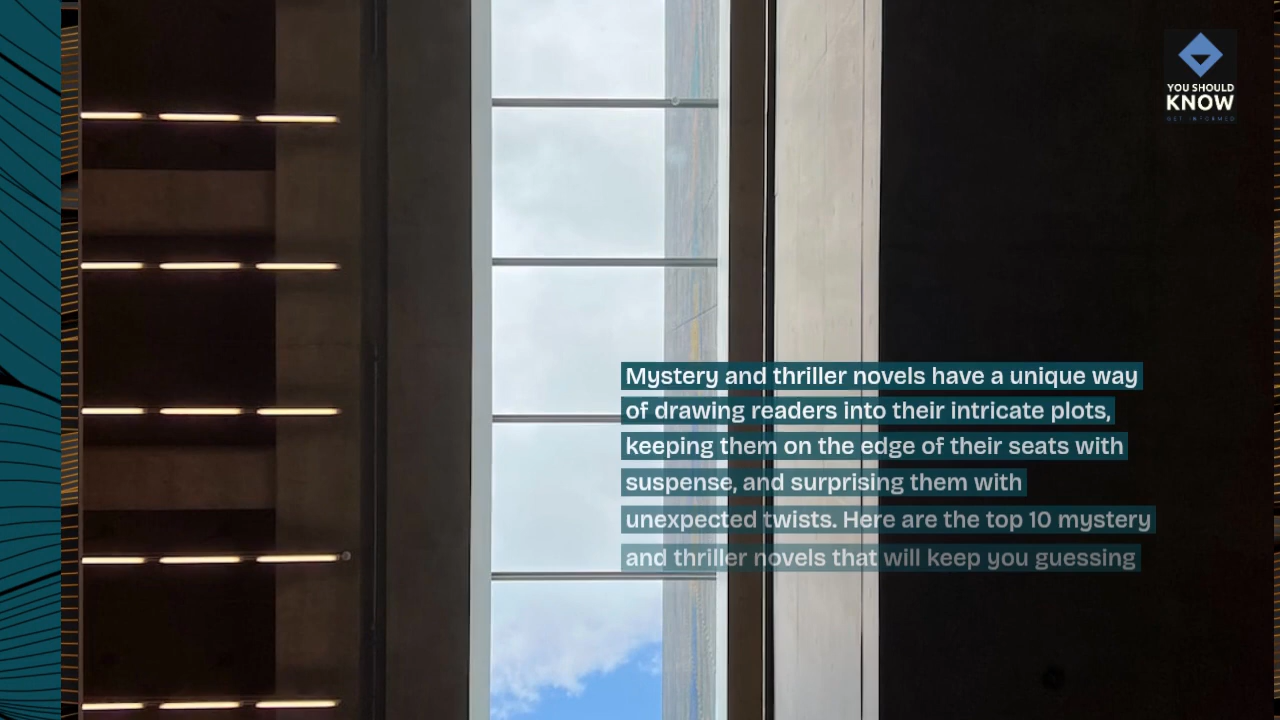 YOU SHOULD
KNOW
GET INFORMED
Mystery and thriller novels have a unique way
of drawing readers into their intricate plots,
keeping them on the edge of their seats with
suspense, and surprising them with
unexpected twists. Here are the top 10 mystery
and thriller novels that will keep you guessing